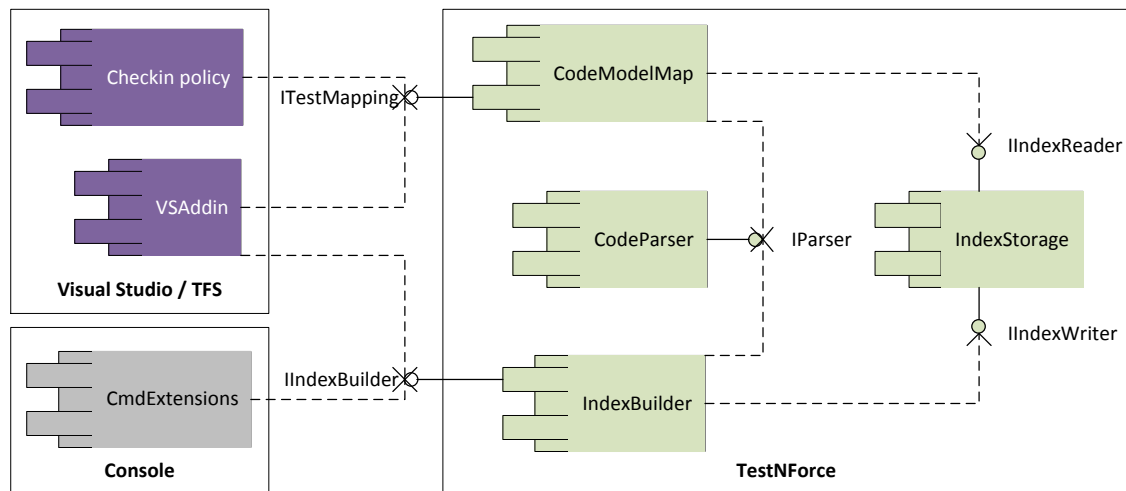 Checkin policy
ITestMapping
CodeModelMap
IIndexReader
VSAddin
CodeParser
IParser
IndexStorage
Visual Studio / TFS
IIndexWriter
IIndexBuilder
CmdExtensions
IndexBuilder
Console
TestNForce